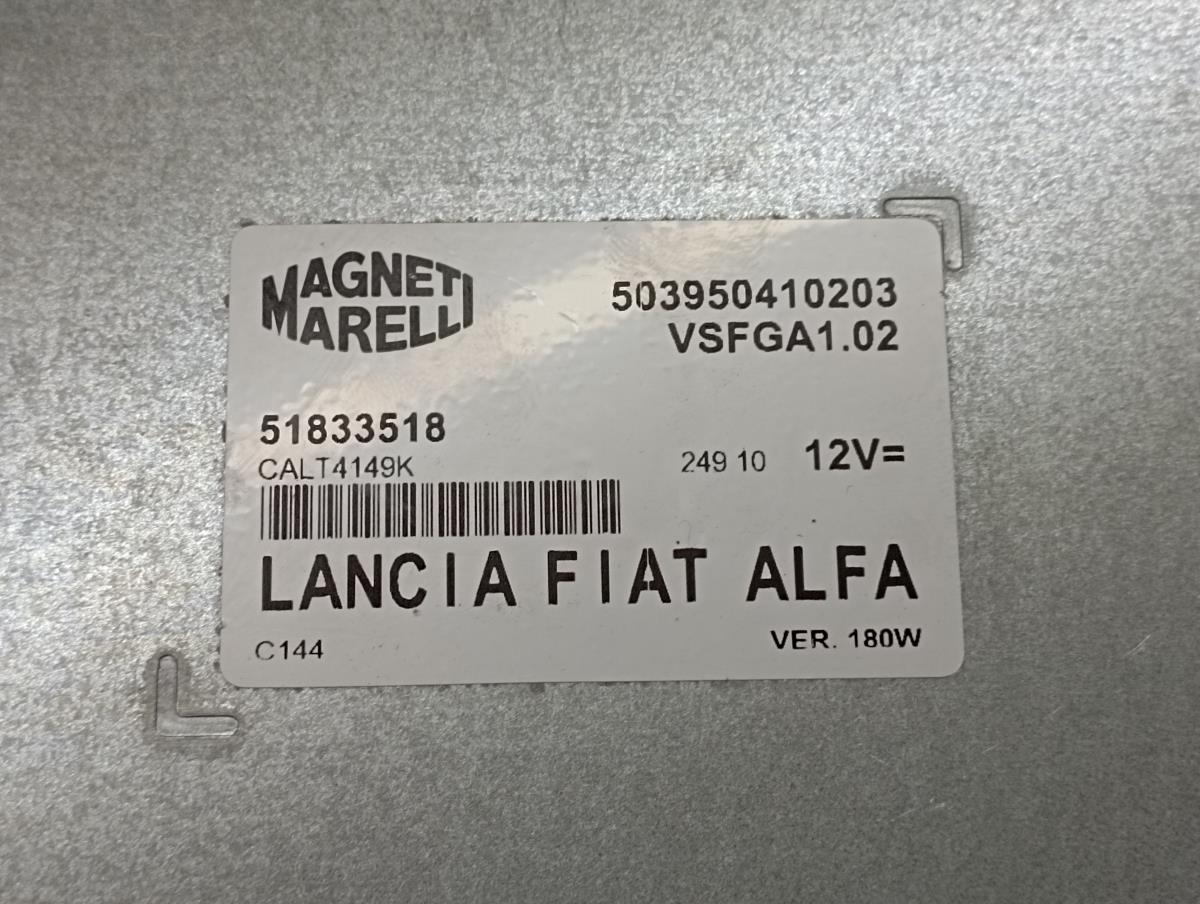 MAGNETI
MARELLI
503950410203
VSFGA1.02
51833518
CALT4149K
249 10 12V=
LANCIA FIAT ALFA
C144
VER. 180W